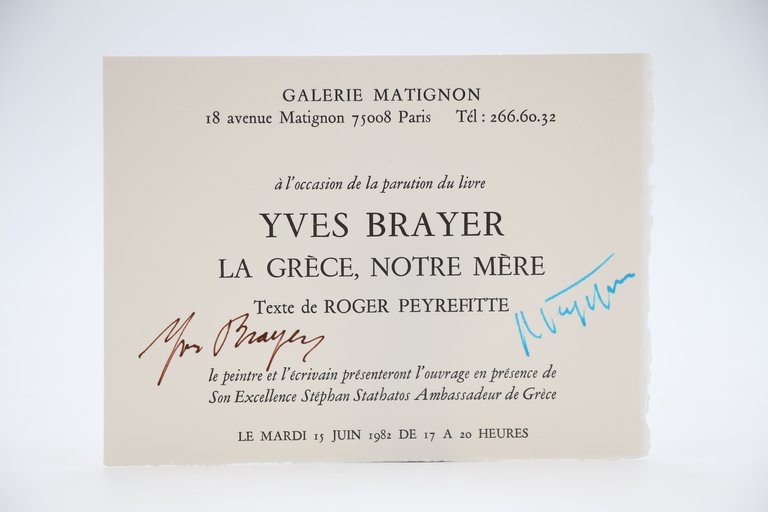 GALERIE MATIGNON
18 avenue Matignon 75008 Paris Tél : 266.60.32
à l'occasion de la parution du livre
YVES BRAYER
LA GRÈCE, NOTRE MÈRE
Texte de ROGER PEYREFITTE
Yves Brayer
le peintre et l'écrivain présenteront l'ouvrage en présence de
Son Excellence Stéphan Stathatos Ambassadeur de Grèce
LE MARDI 15 JUIN 1982 DE 17 A 20 HEURES